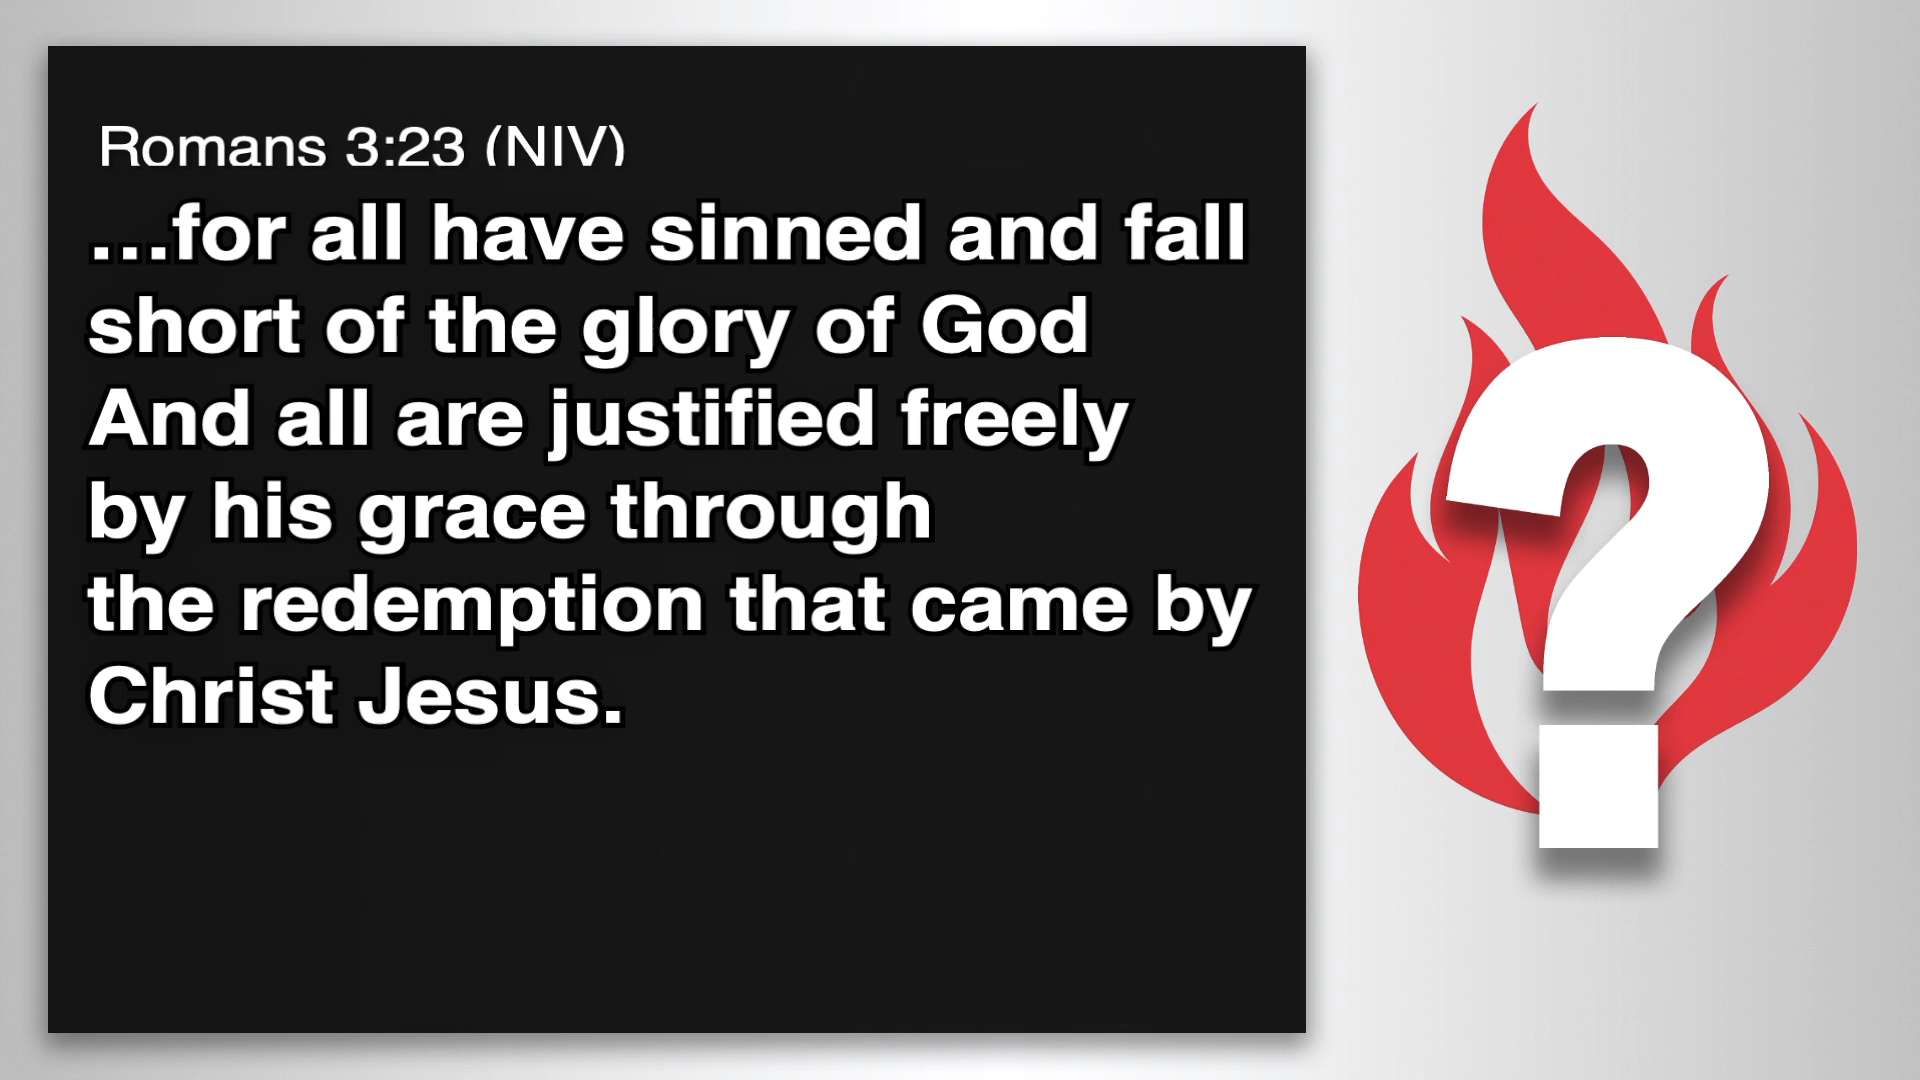 Romans 3:23 (NIV)
...for all have sinned and fall
short of the glory of God
And all are justified freely
by his grace through
the redemption that came by
Christ Jesus.
?